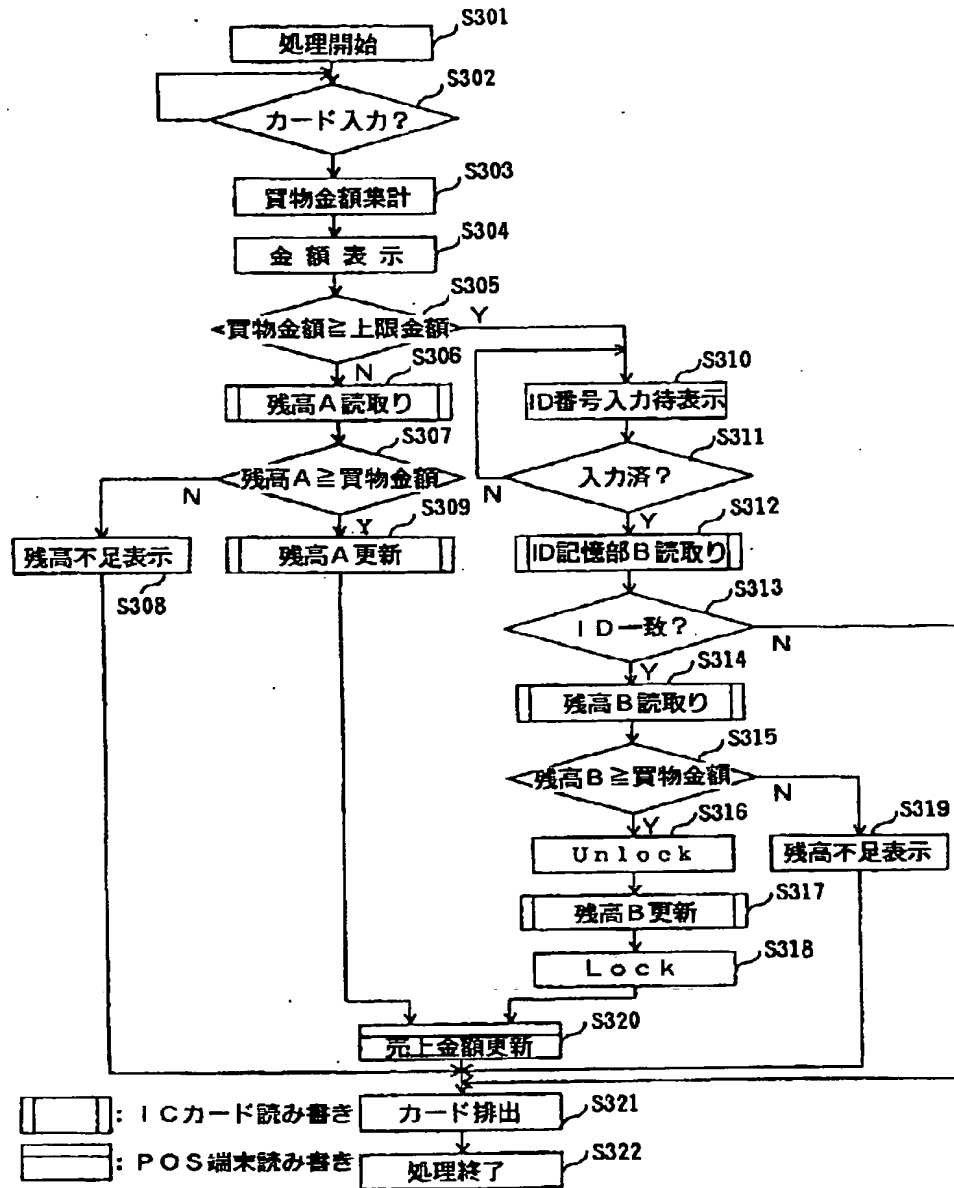 S301
処理開始
S302
カード入力?
S303
買物金額集計
S304
金額表示
S305
買物金額≧上限金額
Y
N
S306
残高A読取り
S310
ID番号入力待表示
S307
残高A≧買物金額
N
Y
S311
入力済?
N
Y
S308
残高不足表示
S309
残高A更新
S312
ID記憶部B読取り
S313
ID一致?
N
Y
S314
残高B読取り
S315
残高B≧買物金額
N
Y
S316
Unlock
S319
残高不足表示
S317
残高B更新
S318
Lock
S320
売上金額更新
: ICカード読み書き
カード排出
S321
: POS端末読み書き
処理終了
S322